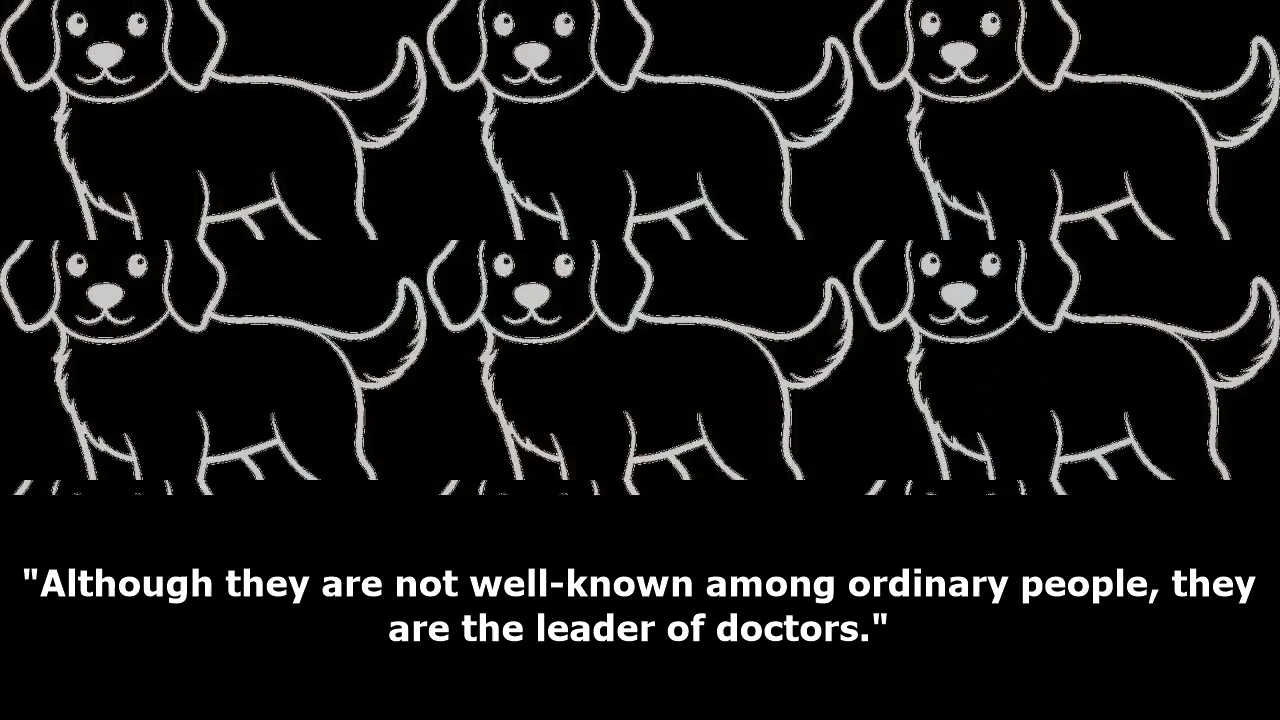 "Although they are not well-known among ordinary people, they
are the leader of doctors."